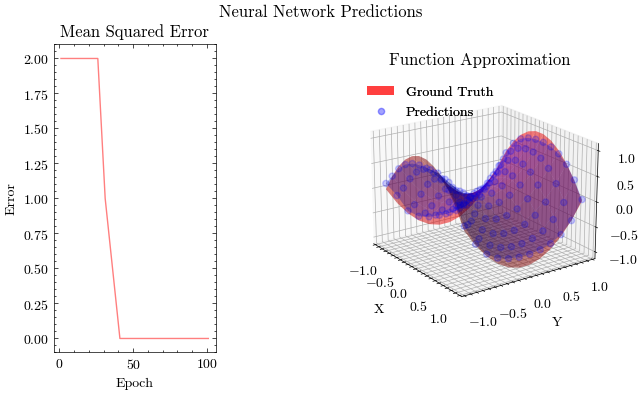 Neural Network Predictions
Mean Squared Error
2.00
1.75
1.50
1.25
1.00
0.75
0.50
0.25
0.00
Error
0 50 100
Epoch
Function Approximation
Ground Truth
Predictions
1.0
0.5
0.0
−0.5
−1.0
−1.0
−0.5
0.0
0.5
1.0
X
−1.0
−0.5
0.0
0.5
1.0
Y